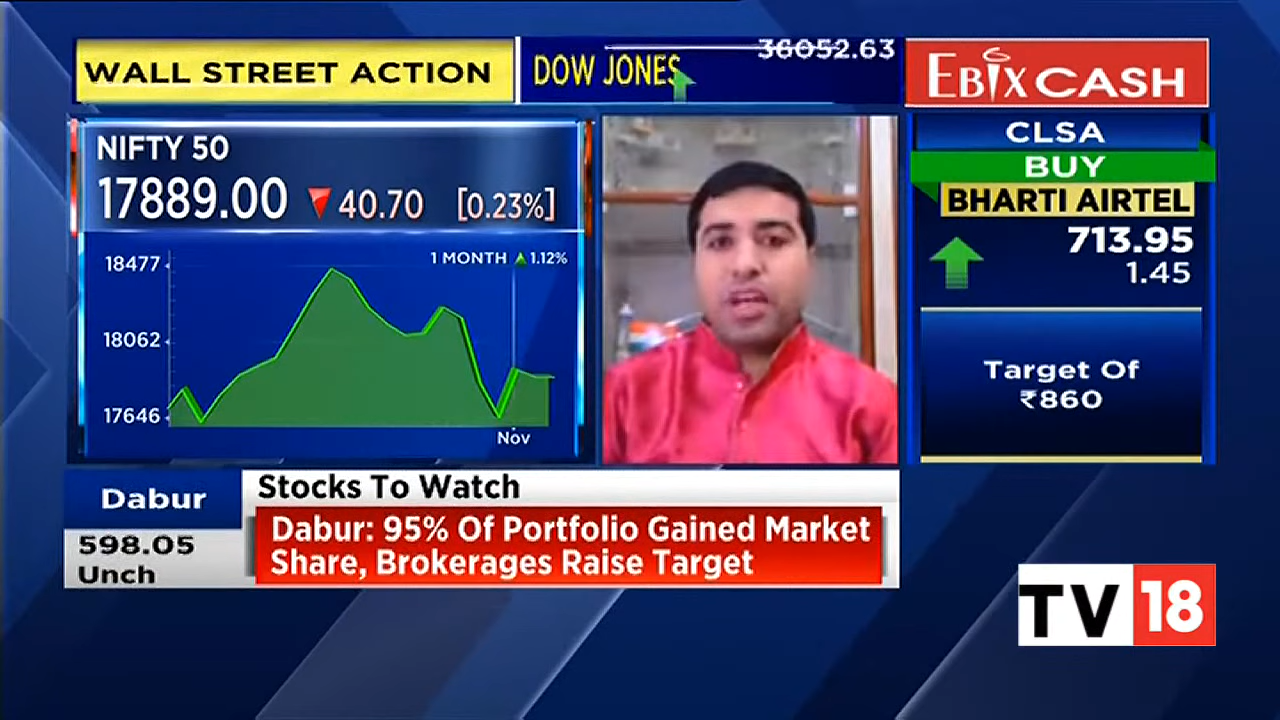 WALL STREET ACTION
DOW JONES
36052.63
EBIXCASH
NIFTY 50
17889.00 ▼ 40.70 [0.23%]
1 MONTH ▲ 1.12%
18477
18062
17646
Nov
CLSA
BUY
BHARTI AIRTEL
713.95
1.45
Target Of
₹860
Dabur
598.05
Unch
Stocks To Watch
Dabur: 95% Of Portfolio Gained Market
Share, Brokerages Raise Target
TV18